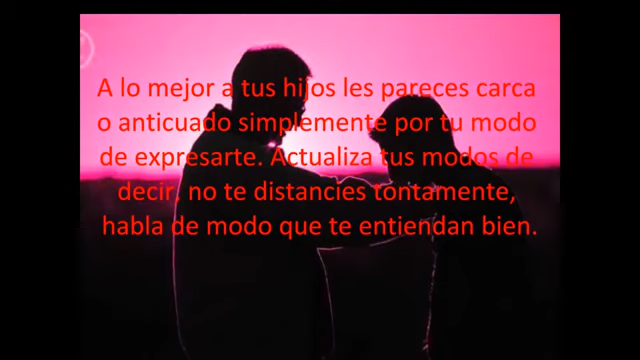 A lo mejor a tus hijos les pareces carca
o anticuado simplemente por tu modo
de expresarte. Actualiza tus modos de
decir, no te distancies tontamente,
habla de modo que te entiendan bien.